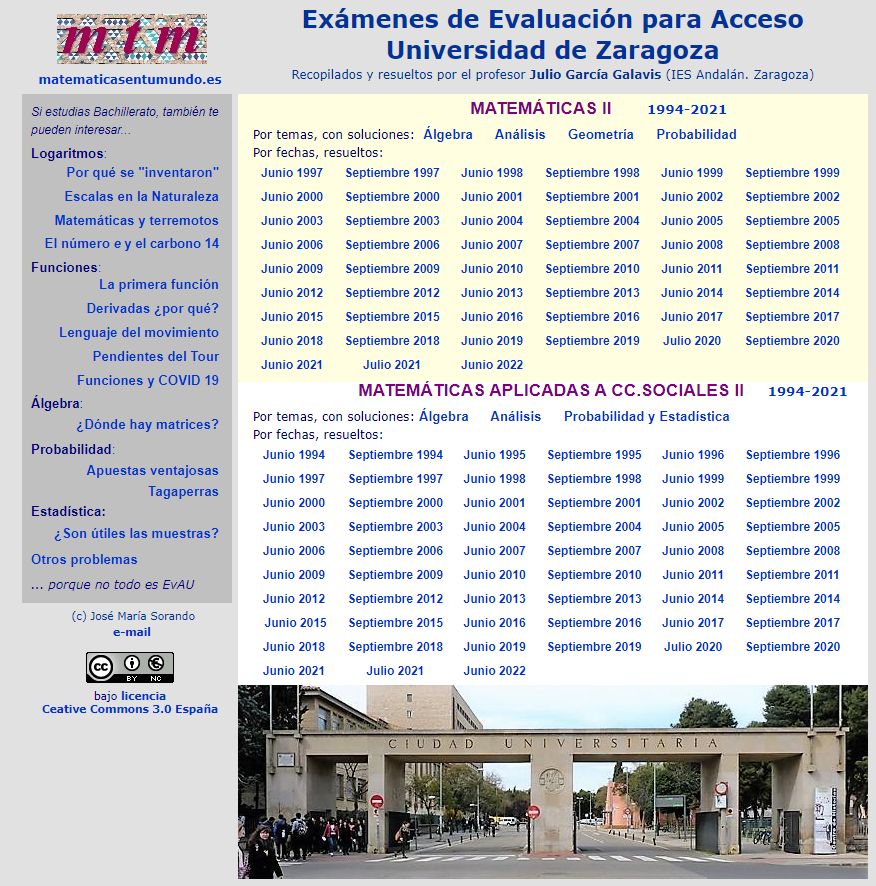 mtm
matematicasentumundo.es
Exámenes de Evaluación para Acceso
Universidad de Zaragoza
Recopilados y resueltos por el profesor Julio García Galavis (IES Andalán. Zaragoza)
Si estudias Bachillerato, también te
pueden interesar...
Logaritmos:
Por qué se "inventaron"
Escalas en la Naturaleza
Matemáticas y terremotos
El número e y el carbono 14
Funciones:
La primera función
Derivadas ¿por qué?
Lenguaje del movimiento
Pendientes del Tour
Funciones y COVID 19
Álgebra:
¿Dónde hay matrices?
Probabilidad:
Apuestas ventajosas
Tagaperras
Estadística:
¿Son útiles las muestras?
Otros problemas
... porque no todo es EvAU
(c) José María Sorando
e-mail
cc BY NC
bajo licencia
Ceative Commons 3.0 España
MATEMÁTICAS II 1994-2021
Por temas, con soluciones: Álgebra Análisis Geometría Probabilidad
Por fechas, resueltos:
Junio 1997 Septiembre 1997 Junio 1998 Septiembre 1998 Junio 1999 Septiembre 1999
Junio 2000 Septiembre 2000 Junio 2001 Septiembre 2001 Junio 2002 Septiembre 2002
Junio 2003 Septiembre 2003 Junio 2004 Septiembre 2004 Junio 2005 Septiembre 2005
Junio 2006 Septiembre 2006 Junio 2007 Septiembre 2007 Junio 2008 Septiembre 2008
Junio 2009 Septiembre 2009 Junio 2010 Septiembre 2010 Junio 2011 Septiembre 2011
Junio 2012 Septiembre 2012 Junio 2013 Septiembre 2013 Junio 2014 Septiembre 2014
Junio 2015 Septiembre 2015 Junio 2016 Septiembre 2016 Junio 2017 Septiembre 2017
Junio 2018 Septiembre 2018 Junio 2019 Septiembre 2019 Julio 2020 Septiembre 2020
Junio 2021 Julio 2021 Junio 2022
MATEMÁTICAS APLICADAS A CC.SOCIALES II 1994-2021
Por temas, con soluciones: Álgebra Análisis Probabilidad y Estadística
Por fechas, resueltos:
Junio 1994 Septiembre 1994 Junio 1995 Septiembre 1995 Junio 1996 Septiembre 1996
Junio 1997 Septiembre 1997 Junio 1998 Septiembre 1998 Junio 1999 Septiembre 1999
Junio 2000 Septiembre 2000 Junio 2001 Septiembre 2001 Junio 2002 Septiembre 2002
Junio 2003 Septiembre 2003 Junio 2004 Septiembre 2004 Junio 2005 Septiembre 2005
Junio 2006 Septiembre 2006 Junio 2007 Septiembre 2007 Junio 2008 Septiembre 2008
Junio 2009 Septiembre 2009 Junio 2010 Septiembre 2010 Junio 2011 Septiembre 2011
Junio 2012 Septiembre 2012 Junio 2013 Septiembre 2013 Junio 2014 Septiembre 2014
Junio 2015 Septiembre 2015 Junio 2016 Septiembre 2016 Junio 2017 Septiembre 2017
Junio 2018 Septiembre 2018 Junio 2019 Septiembre 2019 Julio 2020 Septiembre 2020
Junio 2021 Julio 2021 Junio 2022
CIUDAD UNIVERSITARIA